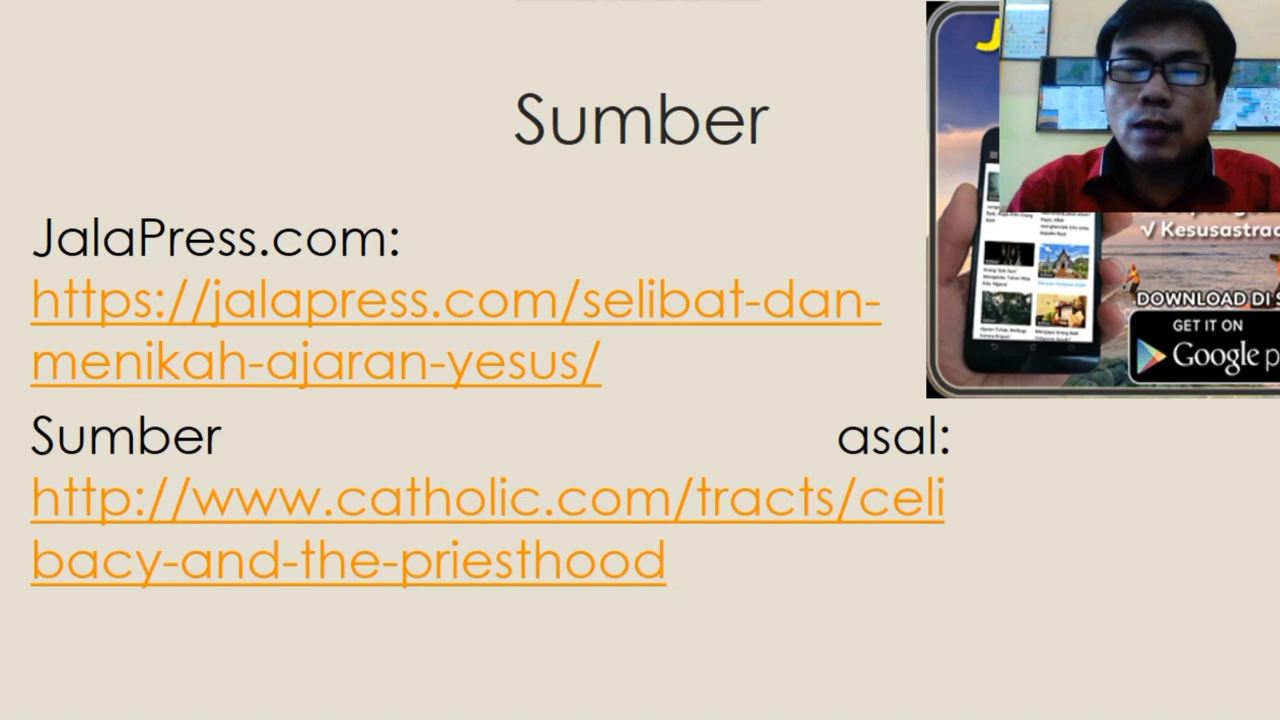 Sumber
JalaPress.com:
https://jalapress.com/selibat-dan-
menikah-ajaran-yesus/
Sumber asal:
http://www.catholic.com/tracts/celi
bacy-and-the-priesthood
J
√ Kesusastra
DOWNLOAD DI S
GET IT ON
Google p